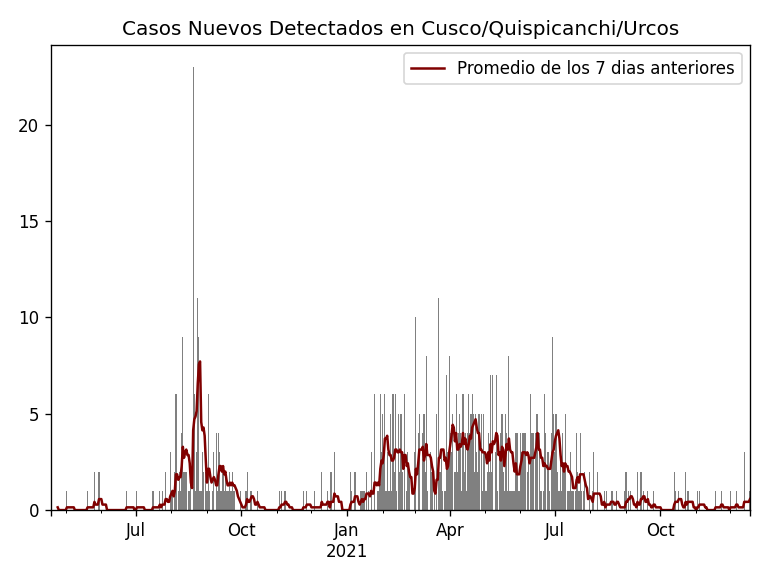 Casos Nuevos Detectados en Cusco/Quispicanchi/Urcos
Promedio de los 7 dias anteriores
20
15
10
5
0
Jul Oct Jan Apr Jul Oct
2021